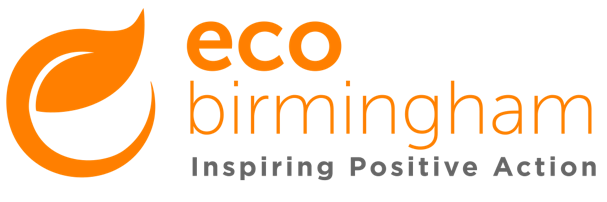 eco
birmingham
Inspiring Positive Action